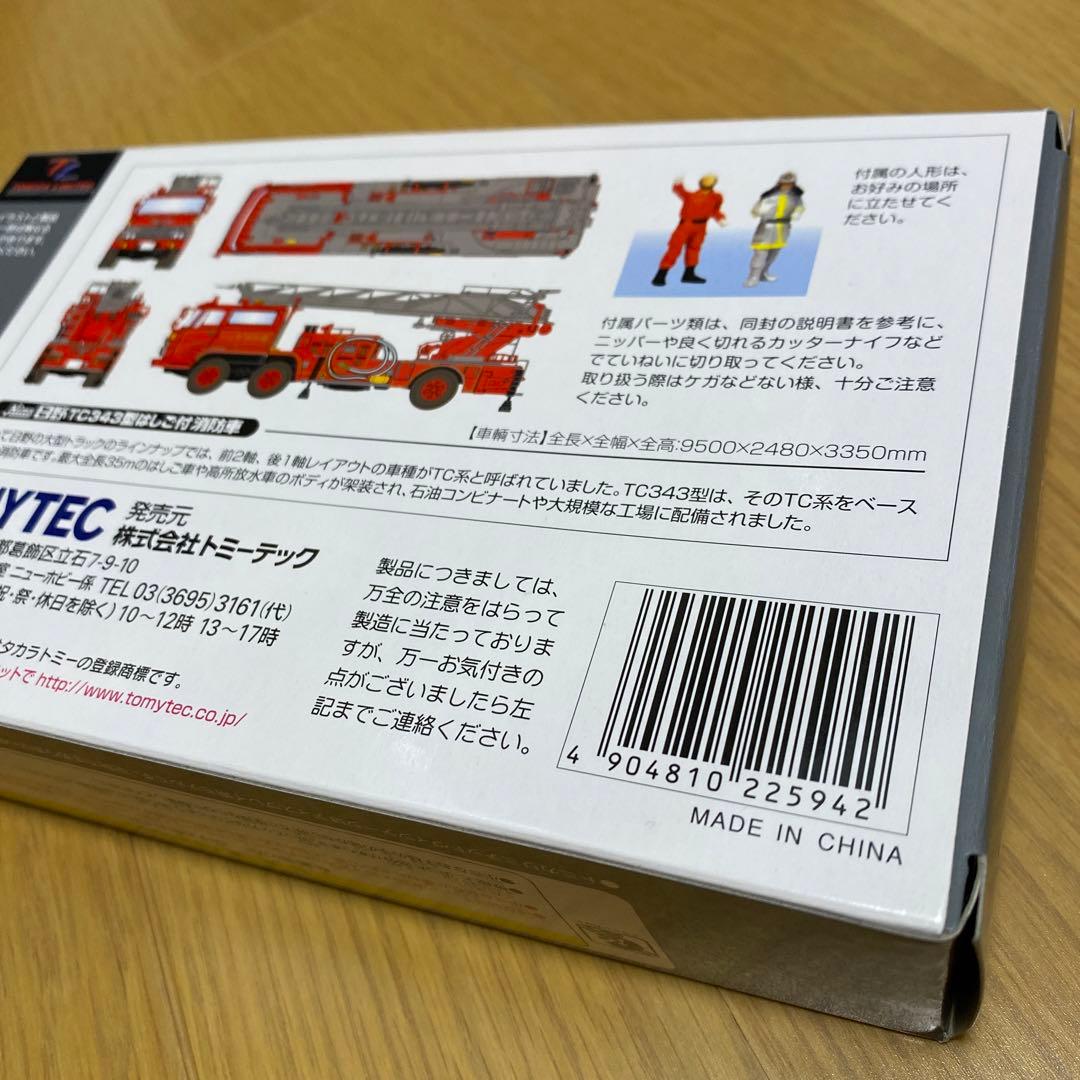 付属の人形は、
お好みの場所
に立たせてく
ださい。
付属パーツ類は、同封の説明書を参考に、
ニッパーや良く切れるカッターナイフなど
でていねいに切り取ってください。
取り扱う際はケガなどない様、十分ご注意
ください。
日野TC343型はしご付消防車
【車輌寸法】全長×全幅×全高:9500×2480×3350mm
て日野の大型トラックのラインナップでは、前2軸、後1軸レイアウトの車種がTC系と呼ばれていました。TC343型は、そのTC系をベース
消防車です。最大全長35mのはしご車や高所放水車のボディが架装され、石油コンビナートや大規模な工場に配備されました。
MYTEC 発売元
株式会社トミーテック
都葛飾区立石7-9-10
室 ニューホビー係 TEL 03(3695)3161(代)
祝・祭・休日を除く) 10～12時 13～17時
タカラトミーの登録商標です。
ットで http://www.tomytec.co.jp/
製品につきましては、
万全の注意をはらって
製造に当たっておりま
すが、万一お気付きの
点がございましたら左
記までご連絡ください。
4 904810 225942
MADE IN CHINA